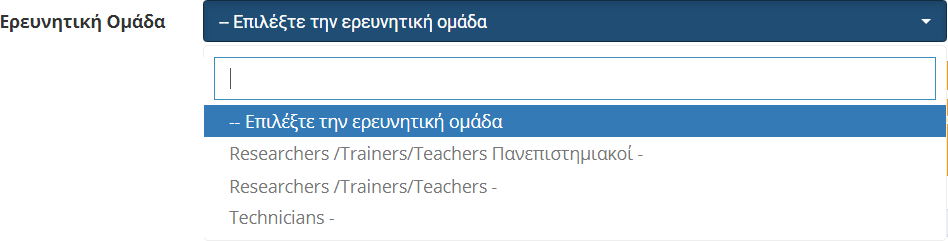 Ερευνητική Ομάδα
-- Επιλέξτε την ερευνητική ομάδα
-- Επιλέξτε την ερευνητική ομάδα
Researchers /Trainers/Teachers Πανεπιστημιακοί -
Researchers /Trainers/Teachers -
Technicians -